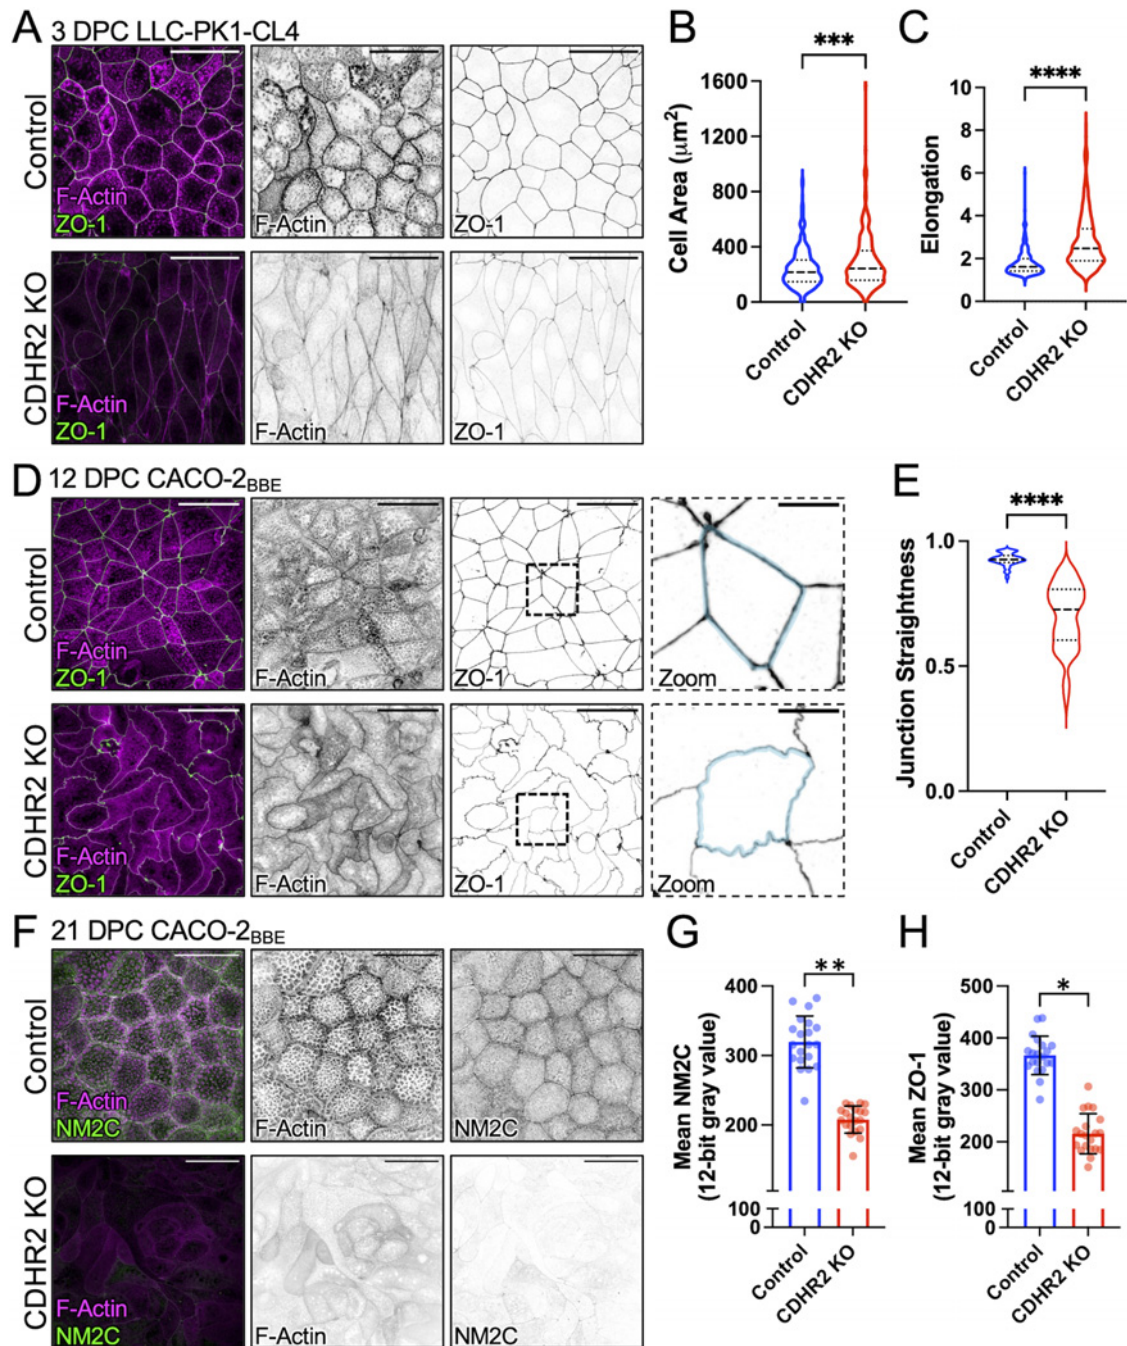 A 3 DPC LLC-PK1-CL4
Control
F-Actin
ZO-1
F-Actin
ZO-1
CDHR2 KO
F-Actin
ZO-1
F-Actin
ZO-1
B
***
Cell Area (μm²)
1600
1200
800
400
0
Control
CDHR2 KO
C
****
Elongation
10
8
6
4
2
0
Control
CDHR2 KO
D 12 DPC CACO-2BBE
Control
F-Actin
ZO-1
F-Actin
ZO-1
Zoom
CDHR2 KO
F-Actin
ZO-1
F-Actin
ZO-1
Zoom
E
****
Junction Straightness
1.0
0.5
0.0
Control
CDHR2 KO
F 21 DPC CACO-2BBE
Control
F-Actin
NM2C
F-Actin
NM2C
CDHR2 KO
F-Actin
NM2C
F-Actin
NM2C
G
**
Mean NM2C
(12-bit gray value)
400
300
200
100
0
Control
CDHR2 KO
H
*
Mean ZO-1
(12-bit gray value)
500
400
300
200
100
0
Control
CDHR2 KO